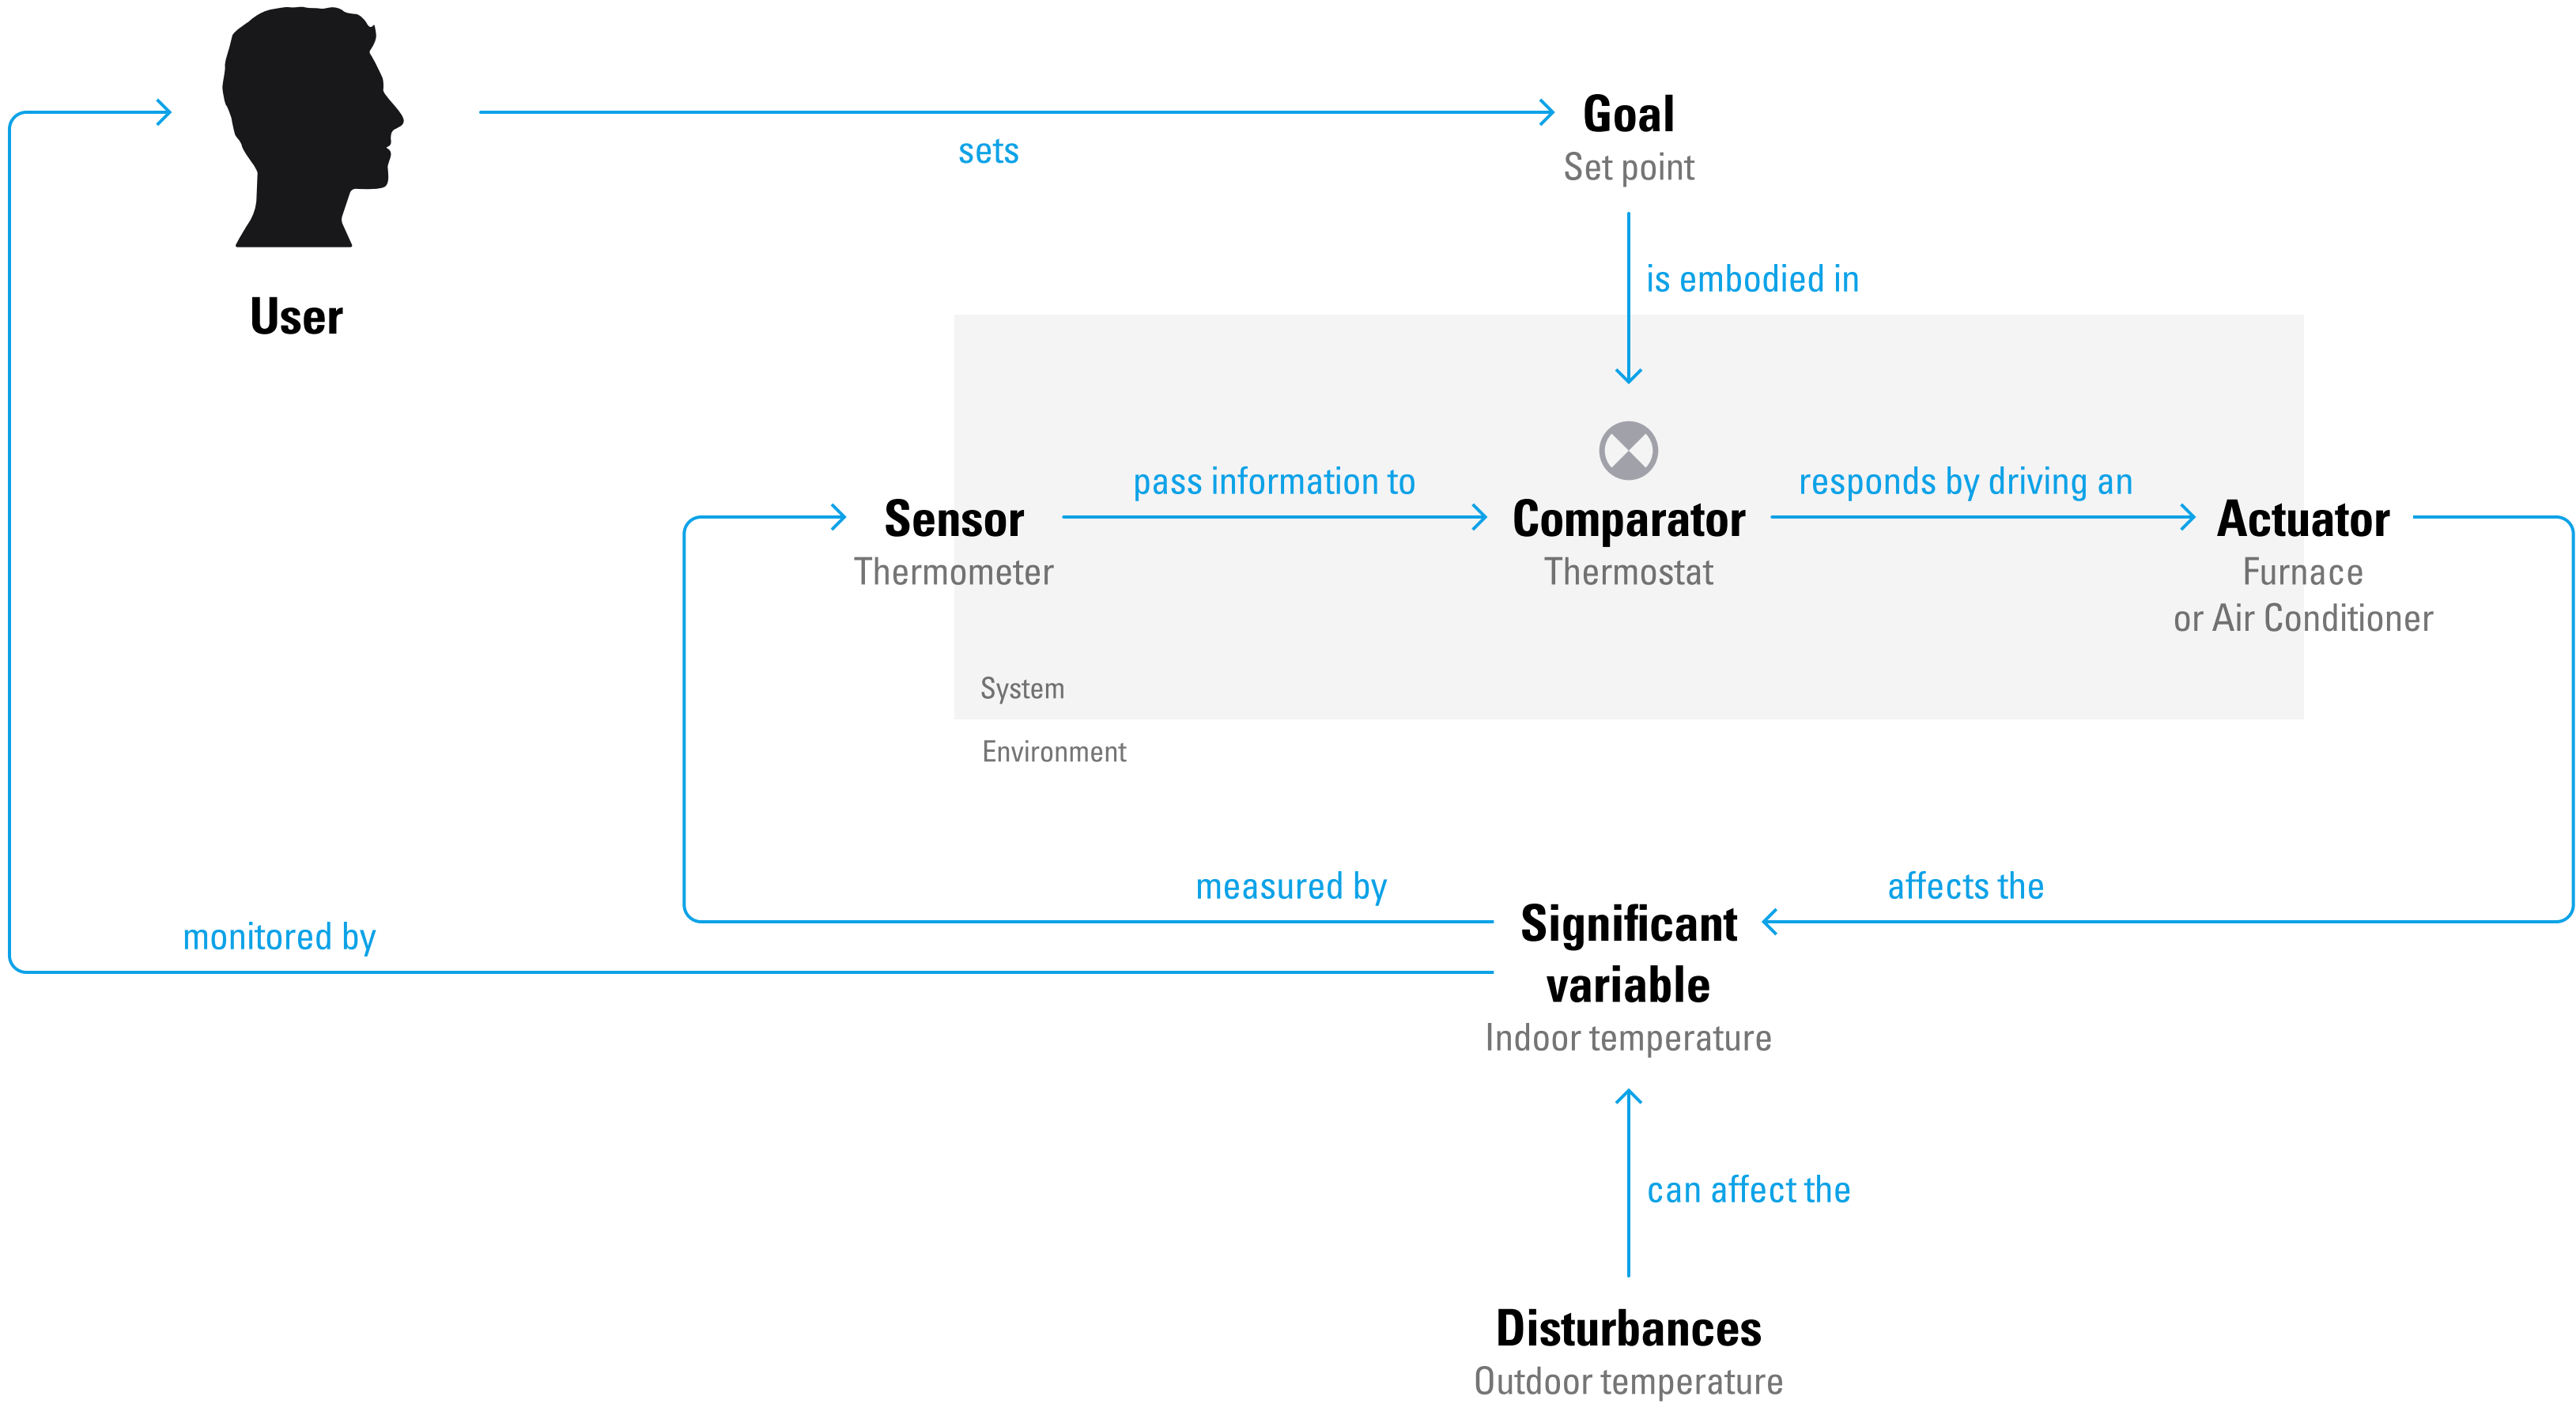 Goal
Set point
sets
User
is embodied in
pass information to
responds by driving an
Sensor
Thermometer
Comparator
Thermostat
Actuator
Furnace
or Air Conditioner
System
Environment
measured by
affects the
monitored by
Significant
variable
Indoor temperature
can affect the
Disturbances
Outdoor temperature